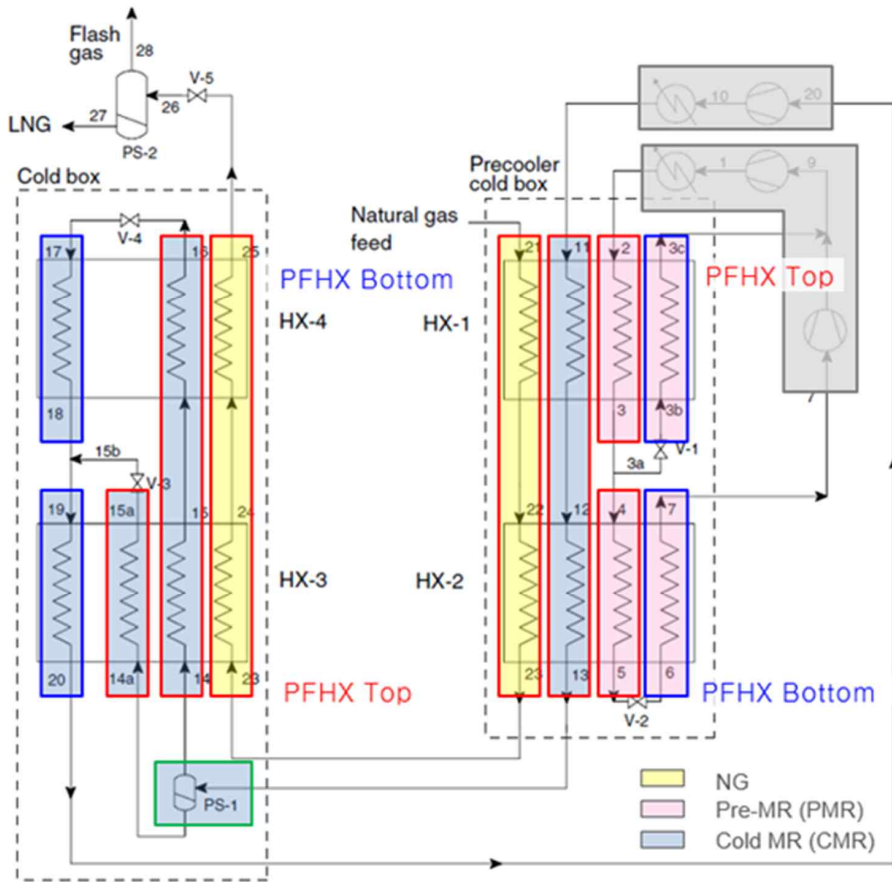 Flash
gas
28
V-5
26
27
LNG
PS-2
10
20
1
9
Cold box
Precooler
cold box
Natural gas
feed
V-4
17
16
25
21
11
2
3c
PFHX Bottom
PFHX Top
HX-4
HX-1
18
3
3b
15b
V-3
3a
V-1
19
15a
15
24
22
12
4
7
HX-3
HX-2
20
14a
14
23
23
13
5
6
PFHX Top
PFHX Bottom
V-2
PS-1
NG
Pre-MR (PMR)
Cold MR (CMR)